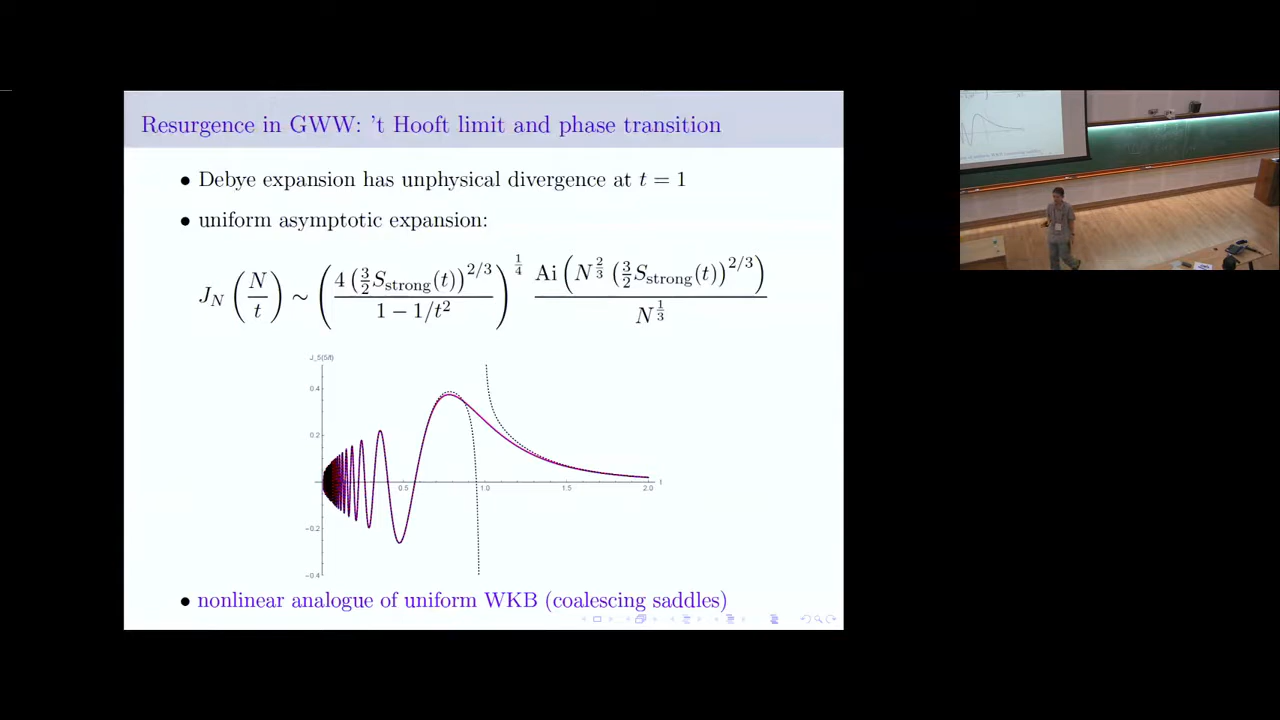 Resurgence in GWW: 't Hooft limit and phase transition
• Debye expansion has unphysical divergence at t = 1
• uniform asymptotic expansion:
J_N (N/t) ∼ (4 (3/2 S_strong(t))^{2/3} / (1 − 1/t^2))^{1/4} Ai (N^{2/3} (3/2 S_strong(t))^{2/3}) / N^{1/3}
J_5(5/t)
0.4
0.2
0.5 1.0 1.5 2.0 t
−0.2
−0.4
• nonlinear analogue of uniform WKB (coalescing saddles)